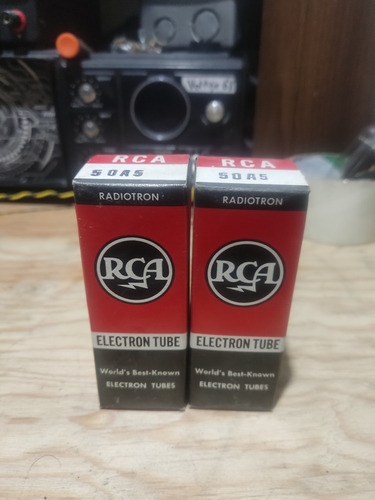 RCA
50A5
RADIOTRON
RCA
ELECTRON TUBE
World's Best-Known
ELECTRON TUBES
RCA
50A5
RADIOTRON
RCA
ELECTRON TUBE
World's Best-Known
ELECTRON TUBES